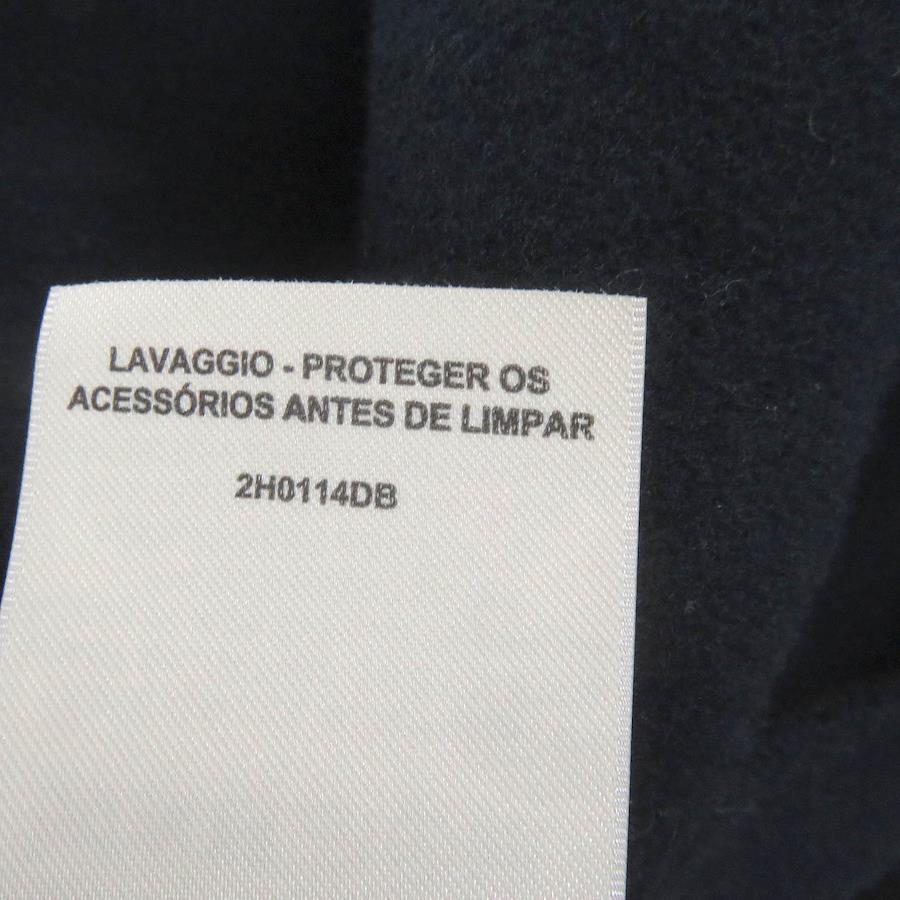 LAVAGGIO - PROTEGER OS
ACESSÓRIOS ANTES DE LIMPAR
2H0114DB